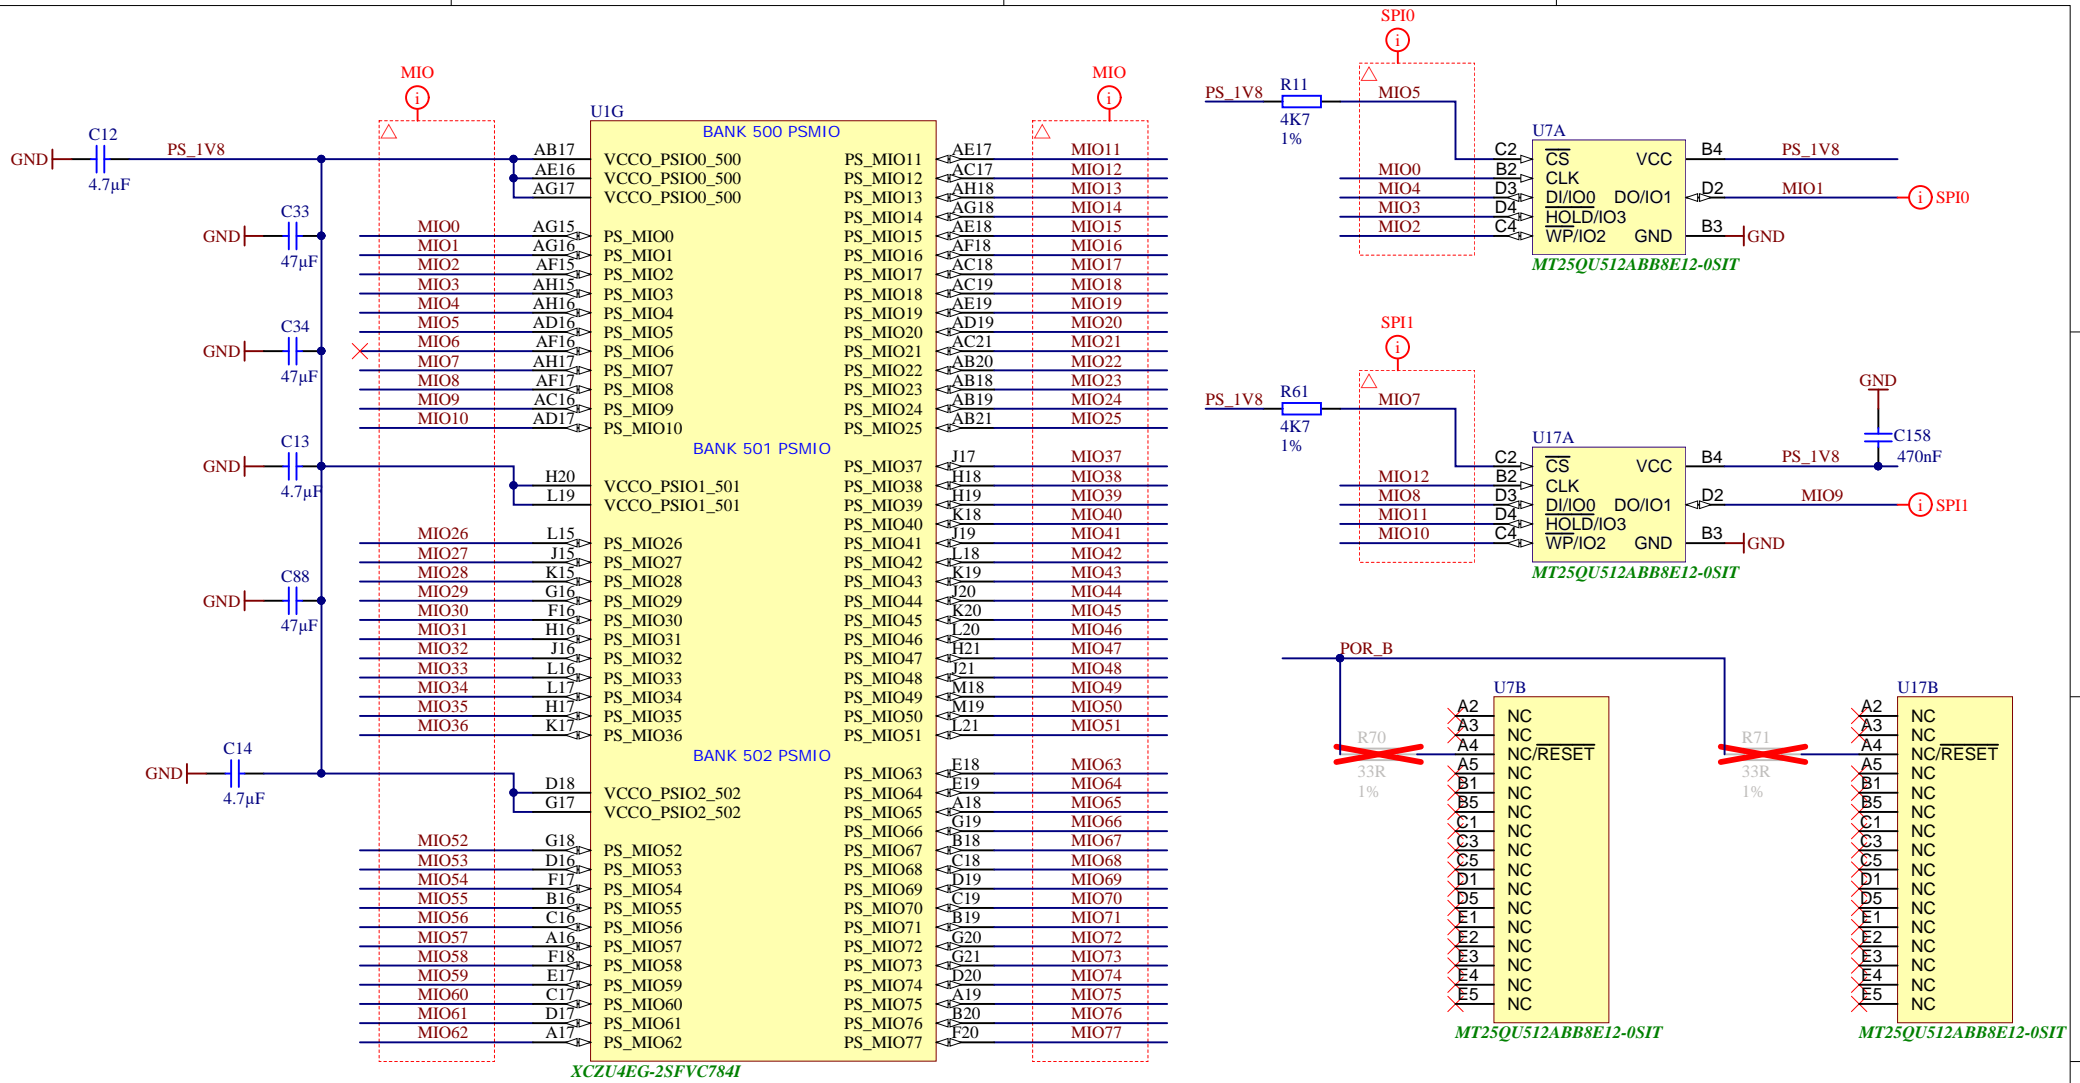 SPI0
i
MIO
i
MIO
i
PS_1V8 R11 MIO5
4K7
1%
U1G
BANK 500 PSMIO
C12
GND PS_1V8
4.7µF
AB17 VCCO_PSIO0_500 PS_MIO11 AE17 MIO11
AE16 VCCO_PSIO0_500 PS_MIO12 AC17 MIO12
AG17 VCCO_PSIO0_500 PS_MIO13 AH18 MIO13
PS_MIO14 AG18 MIO14
C33
GND
47µF
MIO0 AG15 PS_MIO0 PS_MIO15 AE18 MIO15
MIO1 AG16 PS_MIO1 PS_MIO16 AF18 MIO16
MIO2 AF15 PS_MIO2 PS_MIO17 AC18 MIO17
MIO3 AH15 PS_MIO3 PS_MIO18 AC19 MIO18
MIO4 AH16 PS_MIO4 PS_MIO19 AE19 MIO19
MIO5 AD16 PS_MIO5 PS_MIO20 AD19 MIO20
C34
GND
47µF
MIO6 AF16 PS_MIO6 PS_MIO21 AC21 MIO21
MIO7 AH17 PS_MIO7 PS_MIO22 AB20 MIO22
MIO8 AF17 PS_MIO8 PS_MIO23 AB18 MIO23
MIO9 AC16 PS_MIO9 PS_MIO24 AB19 MIO24
MIO10 AD17 PS_MIO10 PS_MIO25 AB21 MIO25
BANK 501 PSMIO
C13
GND
4.7µF
PS_MIO37 J17 MIO37
H20 VCCO_PSIO1_501 PS_MIO38 H18 MIO38
L19 VCCO_PSIO1_501 PS_MIO39 H19 MIO39
PS_MIO40 K18 MIO40
MIO26 L15 PS_MIO26 PS_MIO41 J19 MIO41
MIO27 J15 PS_MIO27 PS_MIO42 L18 MIO42
MIO28 K15 PS_MIO28 PS_MIO43 K19 MIO43
C88
GND
47µF
MIO29 G16 PS_MIO29 PS_MIO44 J20 MIO44
MIO30 F16 PS_MIO30 PS_MIO45 K20 MIO45
MIO31 H16 PS_MIO31 PS_MIO46 L20 MIO46
MIO32 J16 PS_MIO32 PS_MIO47 H21 MIO47
MIO33 L16 PS_MIO33 PS_MIO48 J21 MIO48
MIO34 L17 PS_MIO34 PS_MIO49 M18 MIO49
MIO35 H17 PS_MIO35 PS_MIO50 M19 MIO50
MIO36 K17 PS_MIO36 PS_MIO51 L21 MIO51
BANK 502 PSMIO
C14
GND
4.7µF
PS_MIO63 E18 MIO63
D18 VCCO_PSIO2_502 PS_MIO64 E19 MIO64
G17 VCCO_PSIO2_502 PS_MIO65 A18 MIO65
PS_MIO66 G19 MIO66
MIO52 G18 PS_MIO52 PS_MIO67 B18 MIO67
MIO53 D16 PS_MIO53 PS_MIO68 C18 MIO68
MIO54 F17 PS_MIO54 PS_MIO69 D19 MIO69
MIO55 B16 PS_MIO55 PS_MIO70 C19 MIO70
MIO56 C16 PS_MIO56 PS_MIO71 B19 MIO71
MIO57 A16 PS_MIO57 PS_MIO72 G20 MIO72
MIO58 F18 PS_MIO58 PS_MIO73 G21 MIO73
MIO59 E17 PS_MIO59 PS_MIO74 D20 MIO74
MIO60 C17 PS_MIO60 PS_MIO75 A19 MIO75
MIO61 D17 PS_MIO61 PS_MIO76 B20 MIO76
MIO62 A17 PS_MIO62 PS_MIO77 F20 MIO77
XCZU4EG-2SFVC784I
U7A
C2 CS VCC B4 PS_1V8
MIO0 B2 CLK
MIO4 D3 DI/IO0 DO/IO1 D2 MIO1 i SPI0
MIO3 D4 HOLD/IO3
MIO2 C4 WP/IO2 GND B3 GND
MT25QU512ABB8E12-0SIT
SPI1
i
PS_1V8 R61 MIO7
4K7
1%
GND
C158
470nF
U17A
C2 CS VCC B4 PS_1V8
MIO12 B2 CLK
MIO8 D3 DI/IO0 DO/IO1 D2 MIO9 i SPI1
MIO11 D4 HOLD/IO3
MIO10 C4 WP/IO2 GND B3 GND
MT25QU512ABB8E12-0SIT
POR_B
R70
33R
1%
U7B
A2 NC
A3 NC
A4 NC/RESET
A5 NC
B1 NC
B5 NC
C1 NC
C3 NC
C5 NC
D1 NC
D5 NC
E1 NC
E2 NC
E3 NC
E4 NC
E5 NC
MT25QU512ABB8E12-0SIT
R71
33R
1%
U17B
A2 NC
A3 NC
A4 NC/RESET
A5 NC
B1 NC
B5 NC
C1 NC
C3 NC
C5 NC
D1 NC
D5 NC
E1 NC
E2 NC
E3 NC
E4 NC
E5 NC
MT25QU512ABB8E12-0SIT